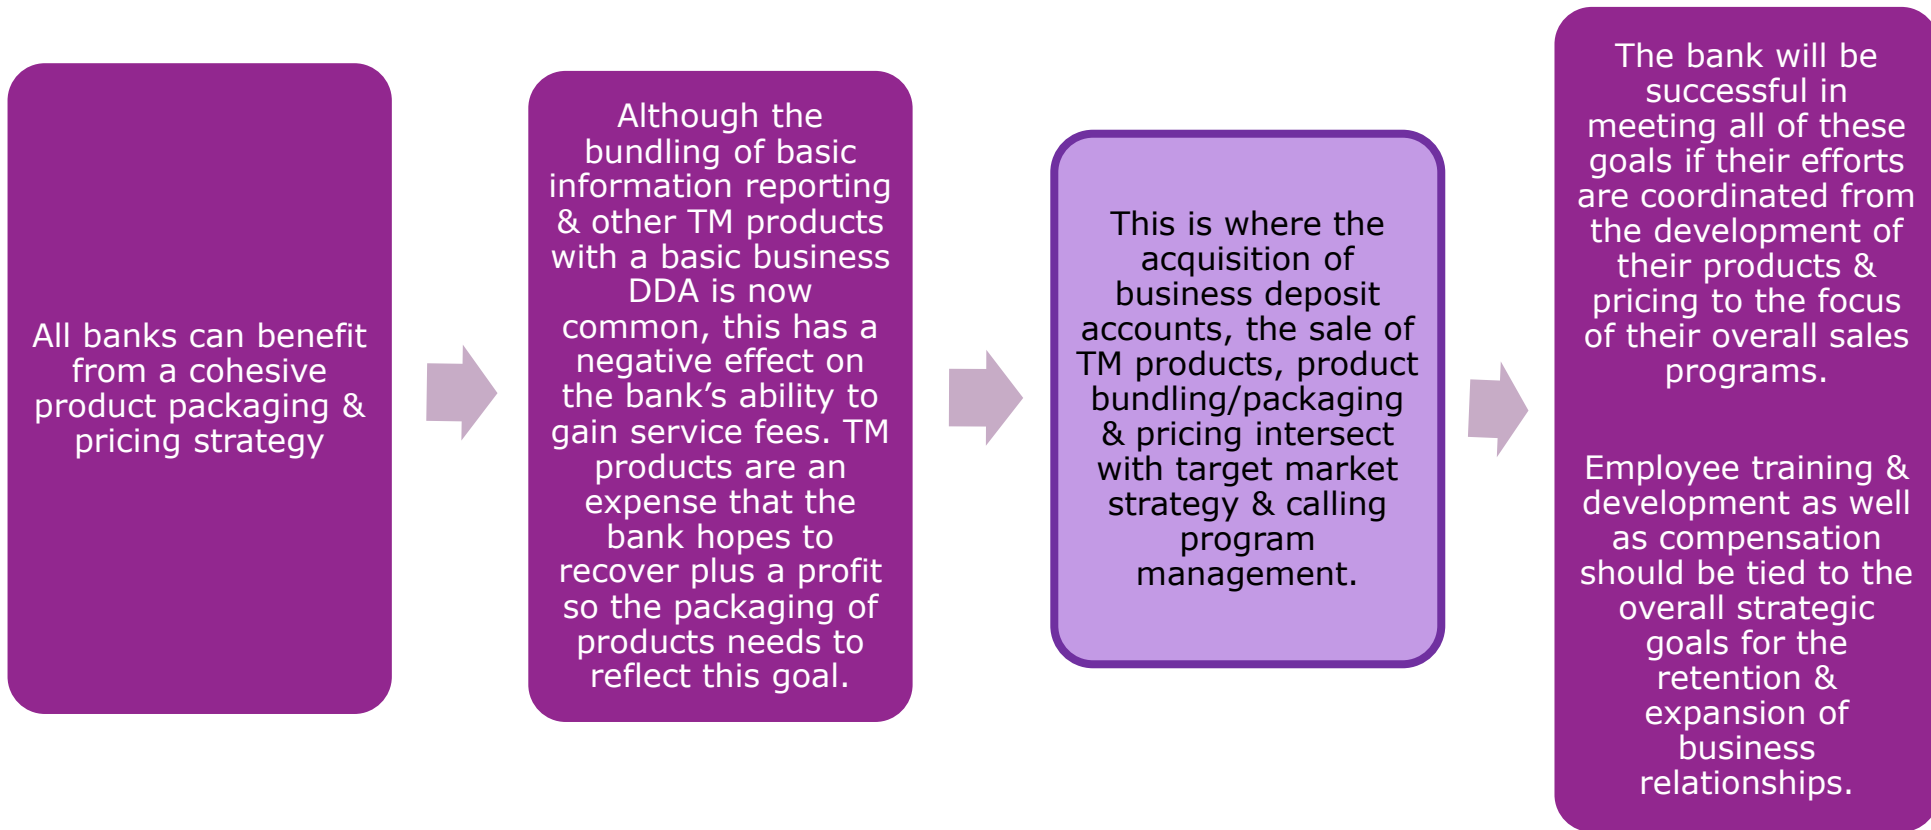 All banks can benefit
from a cohesive
product packaging &
pricing strategy
Although the
bundling of basic
information reporting
& other TM products
with a basic business
DDA is now
common, this has a
negative effect on
the bank’s ability to
gain service fees. TM
products are an
expense that the
bank hopes to
recover plus a profit
so the packaging of
products needs to
reflect this goal.
This is where the
acquisition of
business deposit
accounts, the sale of
TM products, product
bundling/packaging
& pricing intersect
with target market
strategy & calling
program
management.
The bank will be
successful in
meeting all of these
goals if their efforts
are coordinated from
the development of
their products &
pricing to the focus
of their overall sales
programs.
Employee training &
development as well
as compensation
should be tied to the
overall strategic
goals for the
retention &
expansion of
business
relationships.